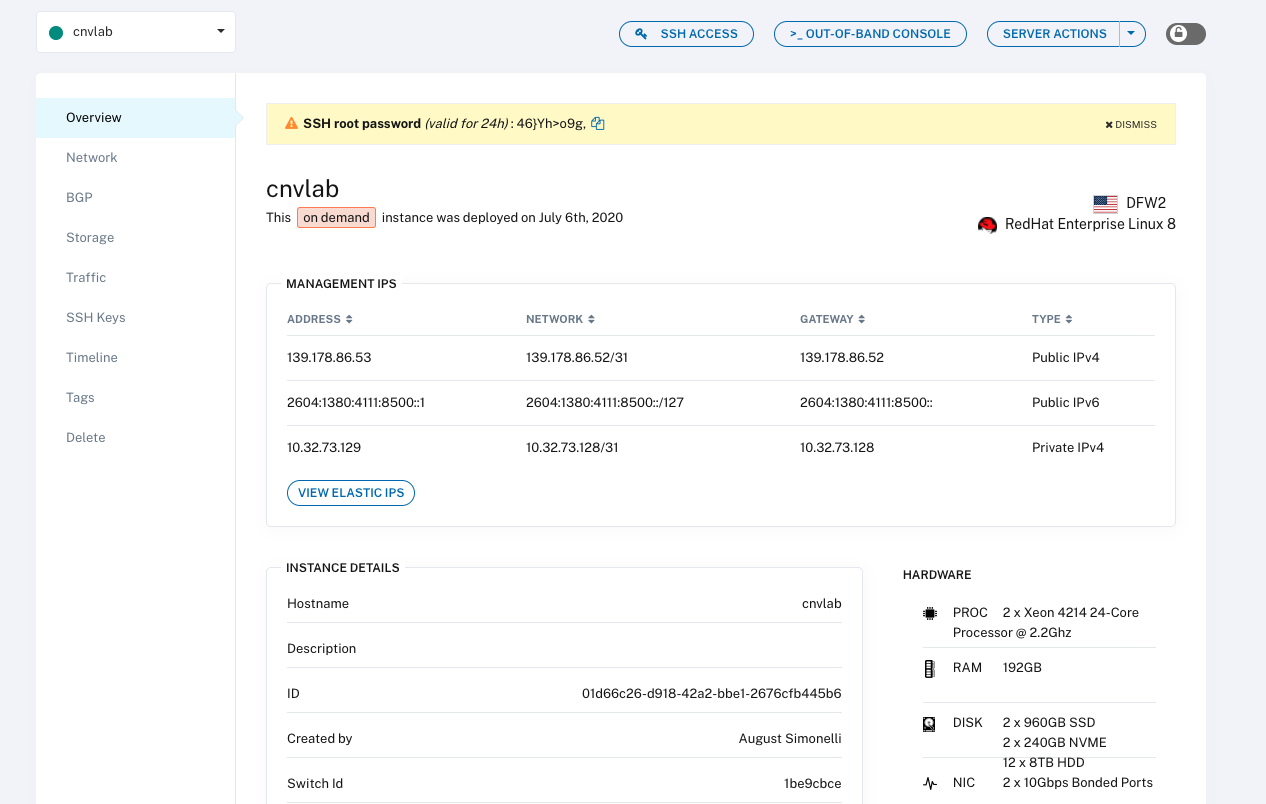 cnvlab
SSH ACCESS
>_ OUT-OF-BAND CONSOLE
SERVER ACTIONS
Overview
Network
BGP
Storage
Traffic
SSH Keys
Timeline
Tags
Delete
SSH root password (valid for 24h) : 46}Yh>o9g,
DISMISS
cnvlab
This on demand instance was deployed on July 6th, 2020
DFW2
RedHat Enterprise Linux 8
MANAGEMENT IPS
ADDRESS NETWORK GATEWAY TYPE
139.178.86.53 139.178.86.52/31 139.178.86.52 Public IPv4
2604:1380:4111:8500::1 2604:1380:4111:8500::/127 2604:1380:4111:8500:: Public IPv6
10.32.73.129 10.32.73.128/31 10.32.73.128 Private IPv4
VIEW ELASTIC IPS
INSTANCE DETAILS
Hostname cnvlab
Description
ID 01d66c26-d918-42a2-bbe1-2676cfb445b6
Created by August Simonelli
Switch Id 1be9cbce
HARDWARE
PROC 2 x Xeon 4214 24-Core
Processor @ 2.2Ghz
RAM 192GB
DISK 2 x 960GB SSD
2 x 240GB NVME
12 x 8TB HDD
NIC 2 x 10Gbps Bonded Ports